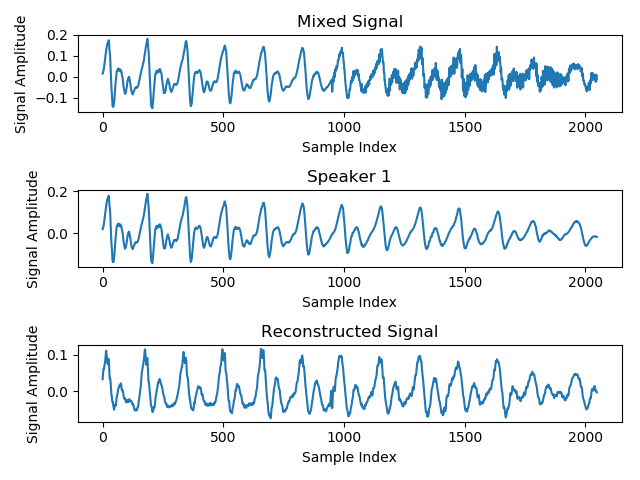 Mixed Signal
Signal Amplitude
0.2
0.1
0.0
−0.1
0 500 1000 1500 2000
Sample Index
Speaker 1
Signal Amplitude
0.2
0.0
0 500 1000 1500 2000
Sample Index
Reconstructed Signal
Signal Amplitude
0.1
0.0
0 500 1000 1500 2000
Sample Index